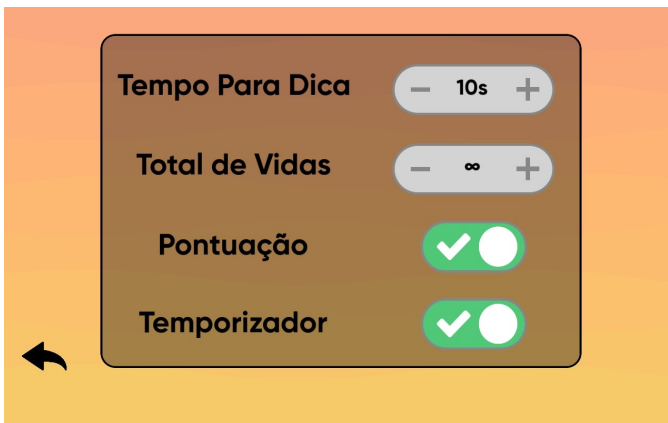 Tempo Para Dica
− 10s +
Total de Vidas
− ∞ +
Pontuação
Temporizador